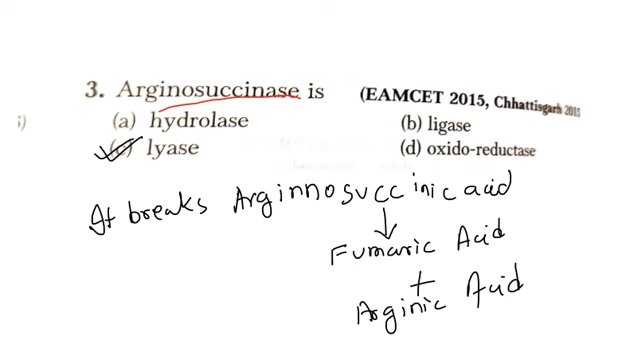 3. Arginosuccinase is (EAMCET 2015, Chhattisgarh 2015
(a) hydrolase (b) ligase
(c) lyase (d) oxido-reductase
It breaks Arginnosuccinic acid
↓
Fumaric Acid
+
Arginic Acid